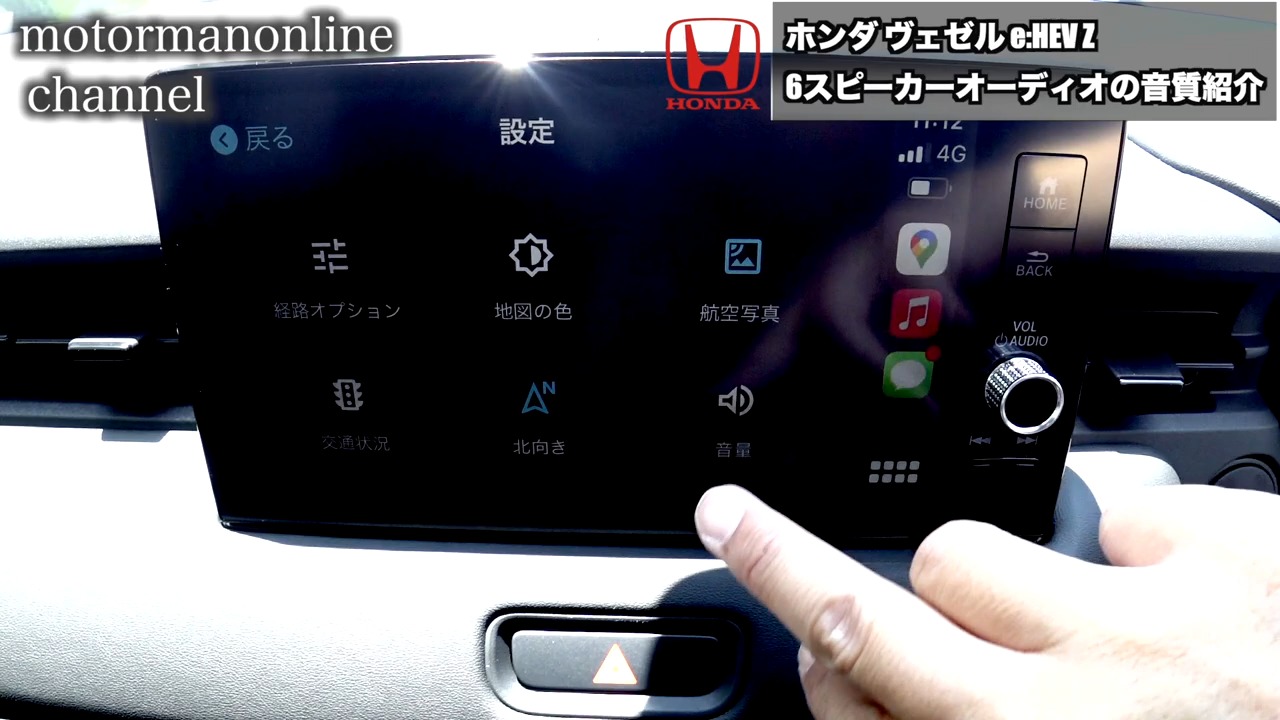 motormanonline
channel
HONDA
ホンダ ヴェゼル e:HEV Z
6スピーカーオーディオの音質紹介
戻る
設定
11:12
4G
HOME
BACK
VOL
AUDIO
経路オプション
地図の色
航空写真
交通状況
N
北向き
音量